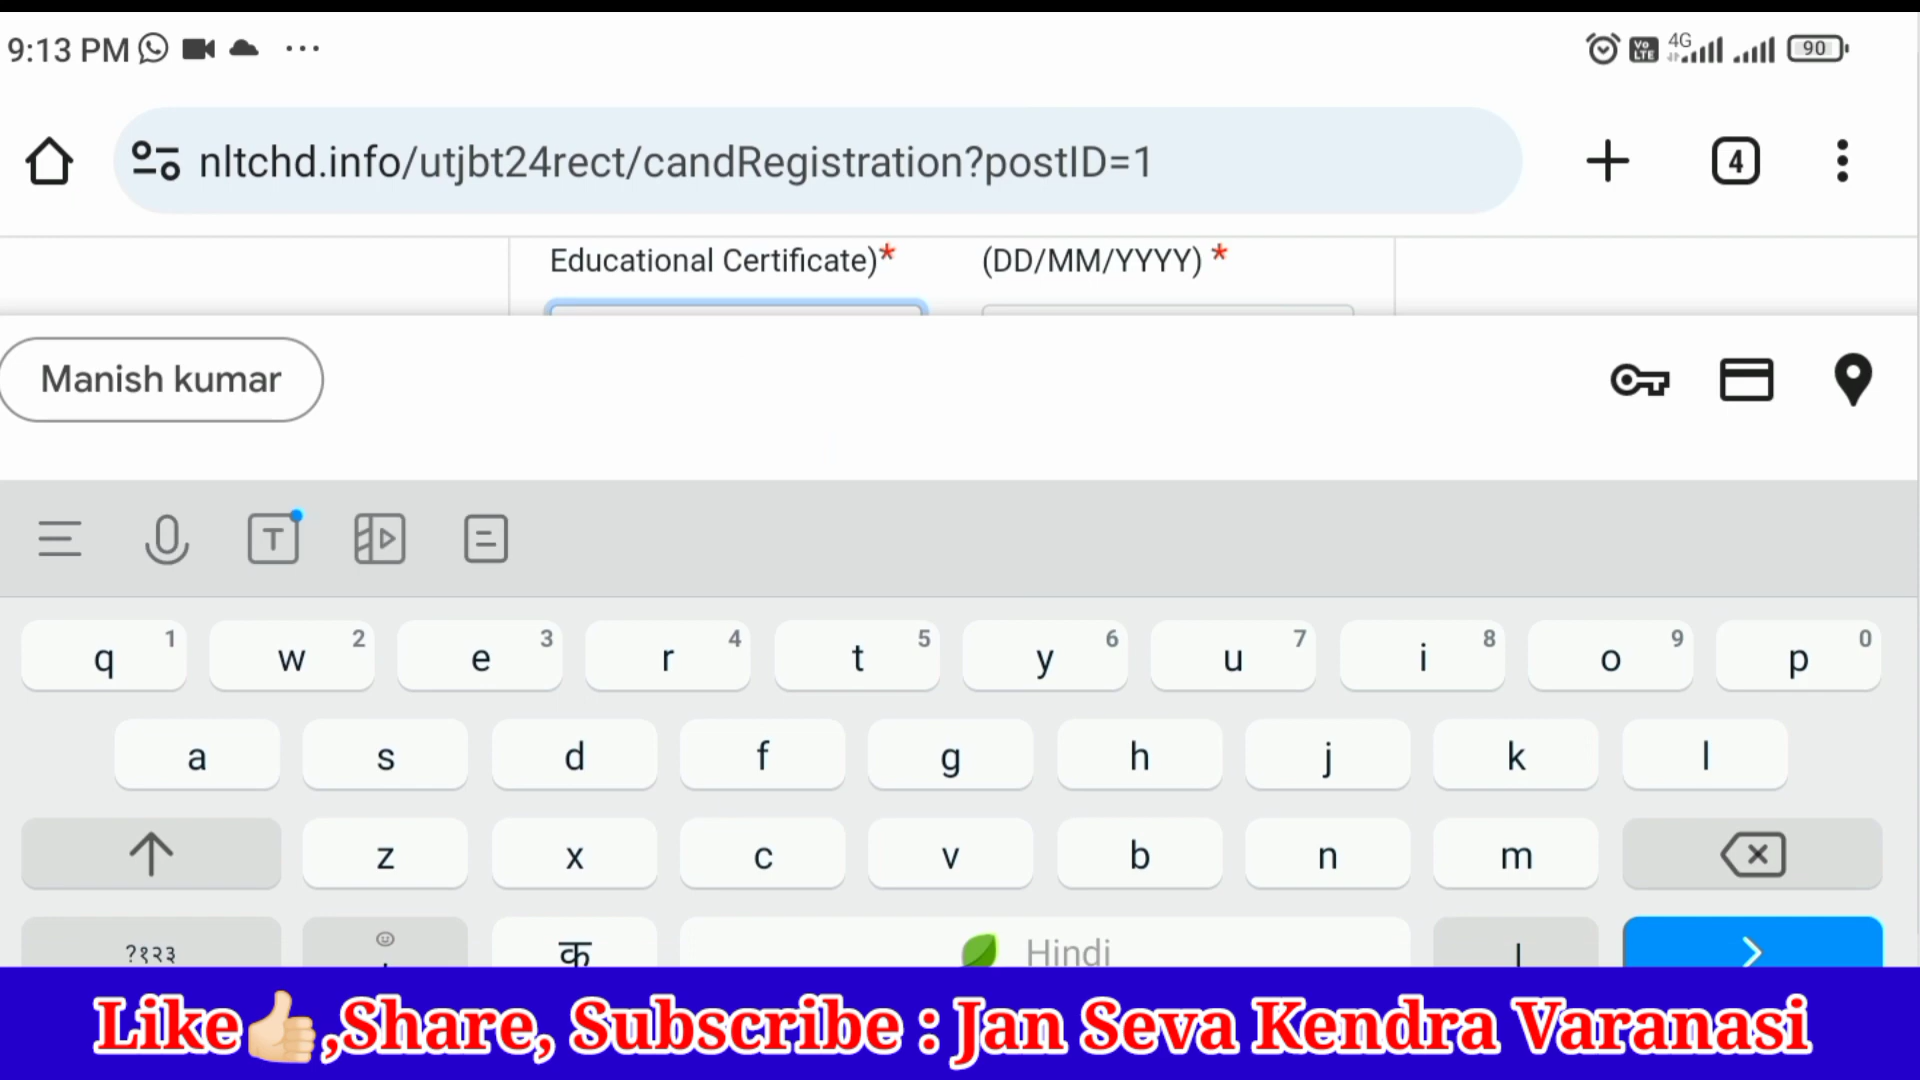 9:13 PM ... Vo LTE 4G 90
nltchd.info/utjbt24rect/candRegistration?postID=1 4
Educational Certificate)* (DD/MM/YYYY) *
Manish kumar
T
q 1 w 2 e 3 r 4 t 5 y 6 u 7 i 8 o 9 p 0
a s d f g h j k l
z x c v b n m
?१२३ , क Hindi |
Like👍🏻,Share, Subscribe : Jan Seva Kendra Varanasi